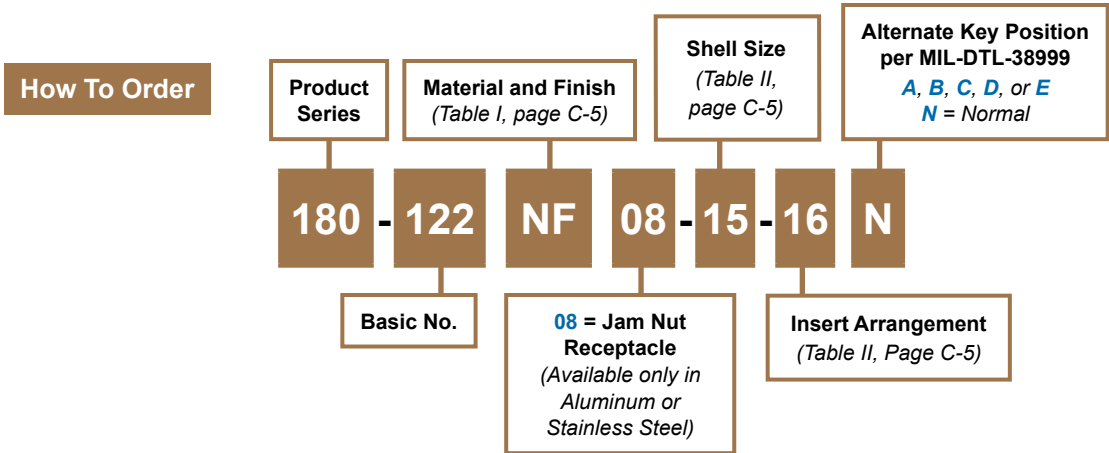 How To Order
Product
Series
Material and Finish
(Table I, page C-5)
Shell Size
(Table II,
page C-5)
Alternate Key Position
per MIL-DTL-38999
A, B, C, D, or E
N = Normal
180 - 122 NF 08 - 15 - 16 N
Basic No.
08 = Jam Nut
Receptacle
(Available only in
Aluminum or
Stainless Steel)
Insert Arrangement
(Table II, Page C-5)